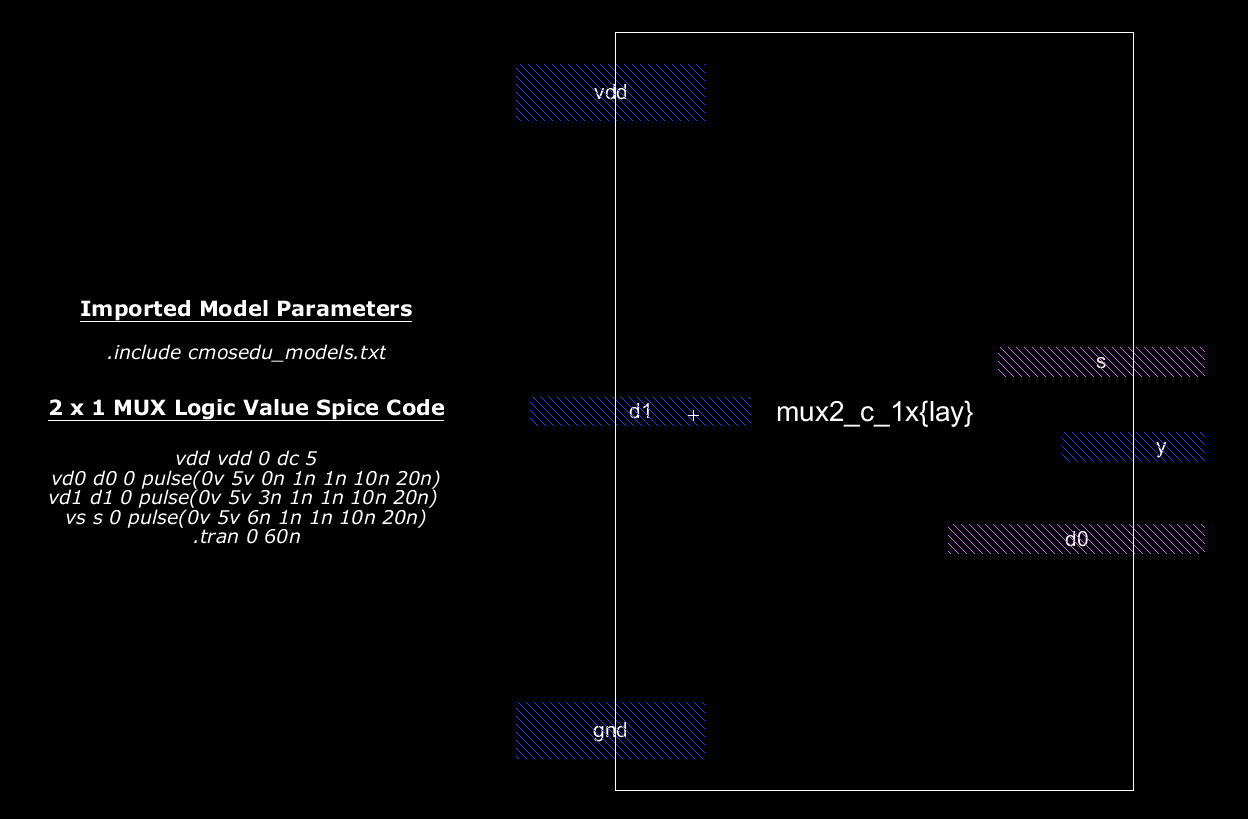 vdd
Imported Model Parameters
.include cmosedu_models.txt
2 x 1 MUX Logic Value Spice Code
vdd vdd 0 dc 5
vd0 d0 0 pulse(0v 5v 0n 1n 1n 10n 20n)
vd1 d1 0 pulse(0v 5v 3n 1n 1n 10n 20n)
vs s 0 pulse(0v 5v 6n 1n 1n 10n 20n)
.tran 0 60n
s
d1
mux2_c_1x{lay}
y
d0
gnd